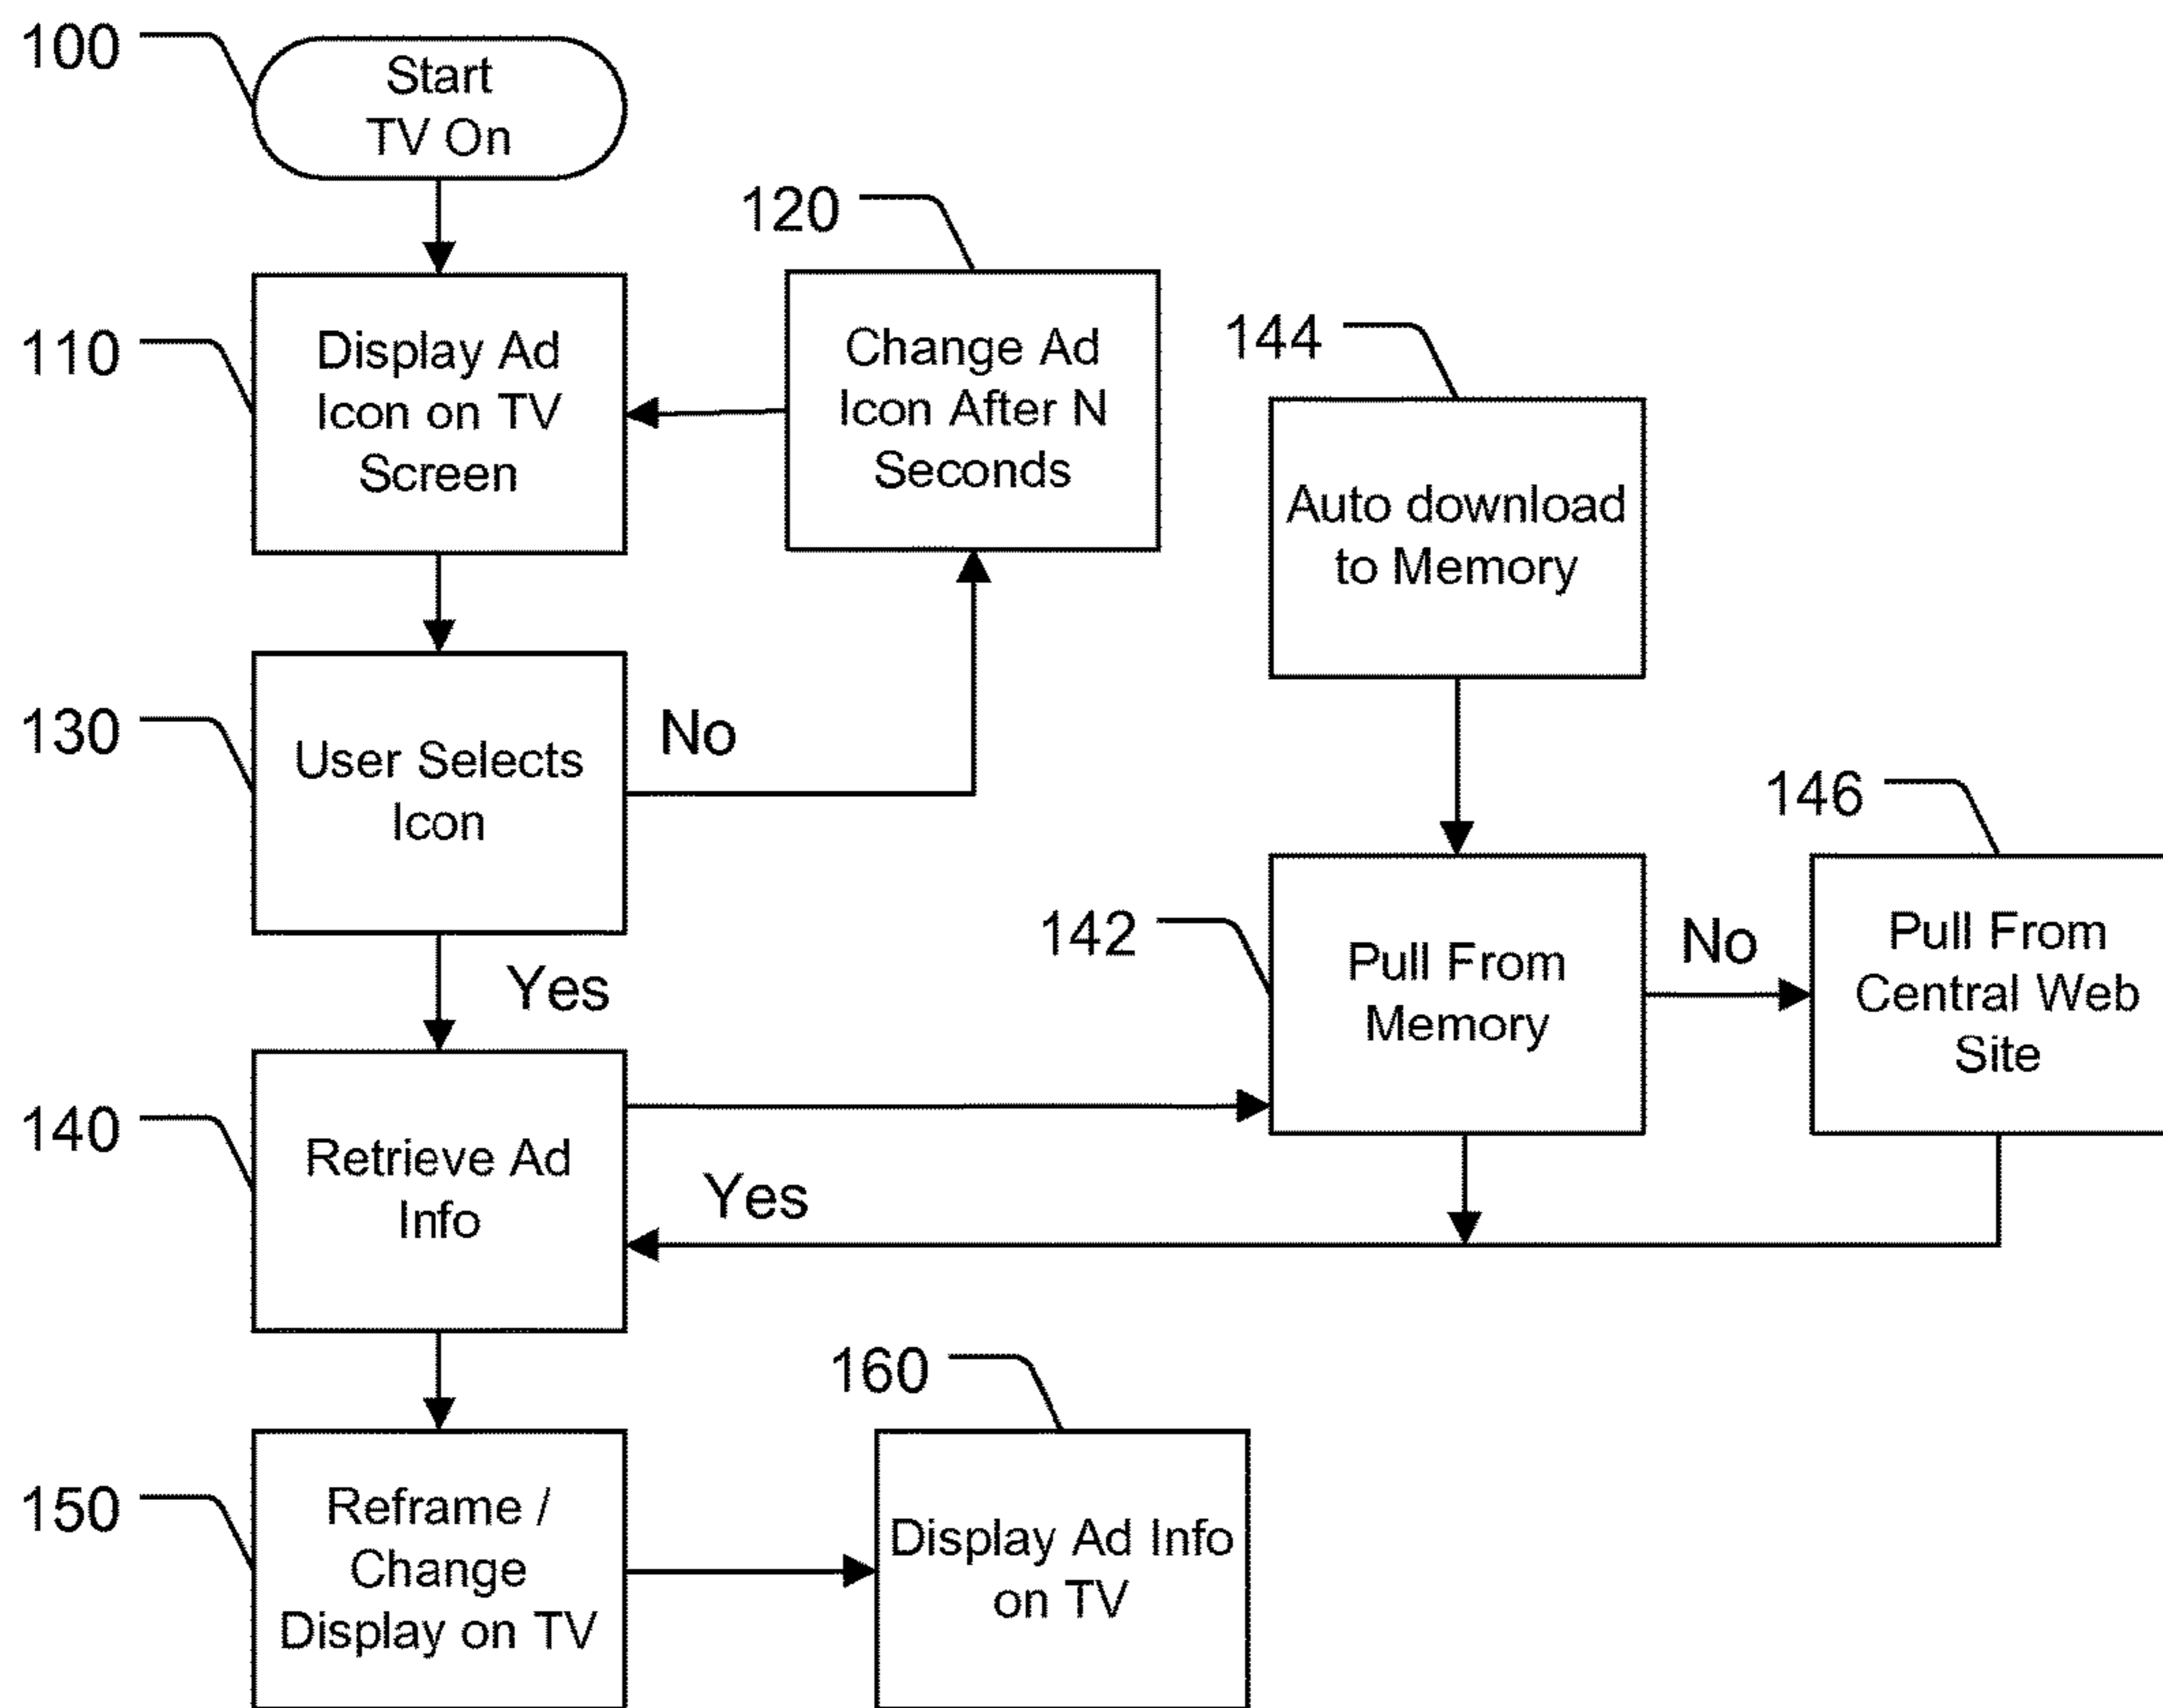 100
Start
TV On
120
110
Display Ad
Icon on TV
Screen
Change Ad
Icon After N
Seconds
144
Auto download
to Memory
130
User Selects
Icon
No
146
142
Pull From
Memory
No
Pull From
Central Web
Site
Yes
140
Retrieve Ad
Info
Yes
160
150
Reframe /
Change
Display on TV
Display Ad Info
on TV